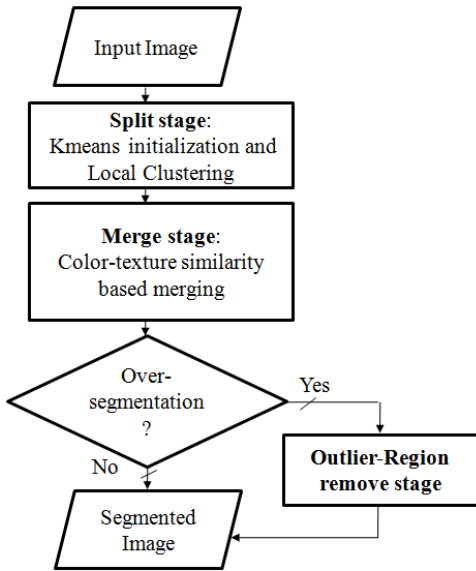 Input Image
Split stage:
Kmeans initialization and
Local Clustering
Merge stage:
Color-texture similarity
based merging
Over-
segmentation
?
Yes
No
Outlier-Region
remove stage
Segmented
Image